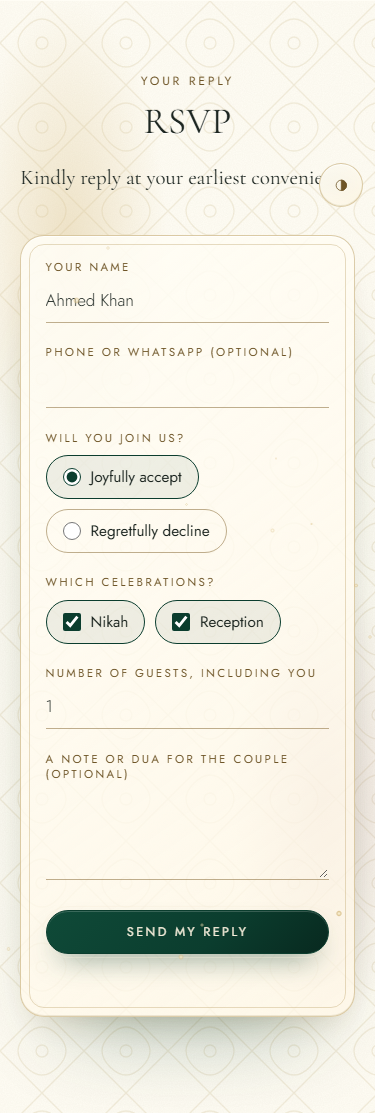 YOUR REPLY
RSVP
Kindly reply at your earliest
YOUR NAME
Ahmed Khan
PHONE OR WHATSAPP (OPTIONAL)
WILL YOU JOIN US?
Joyfully accept
Regretfully decline
WHICH CELEBRATIONS?
Nikah
Reception
NUMBER OF GUESTS, INCLUDING YOU
1
A NOTE OR DUA FOR THE COUPLE
(OPTIONAL)
SEND MY REPLY